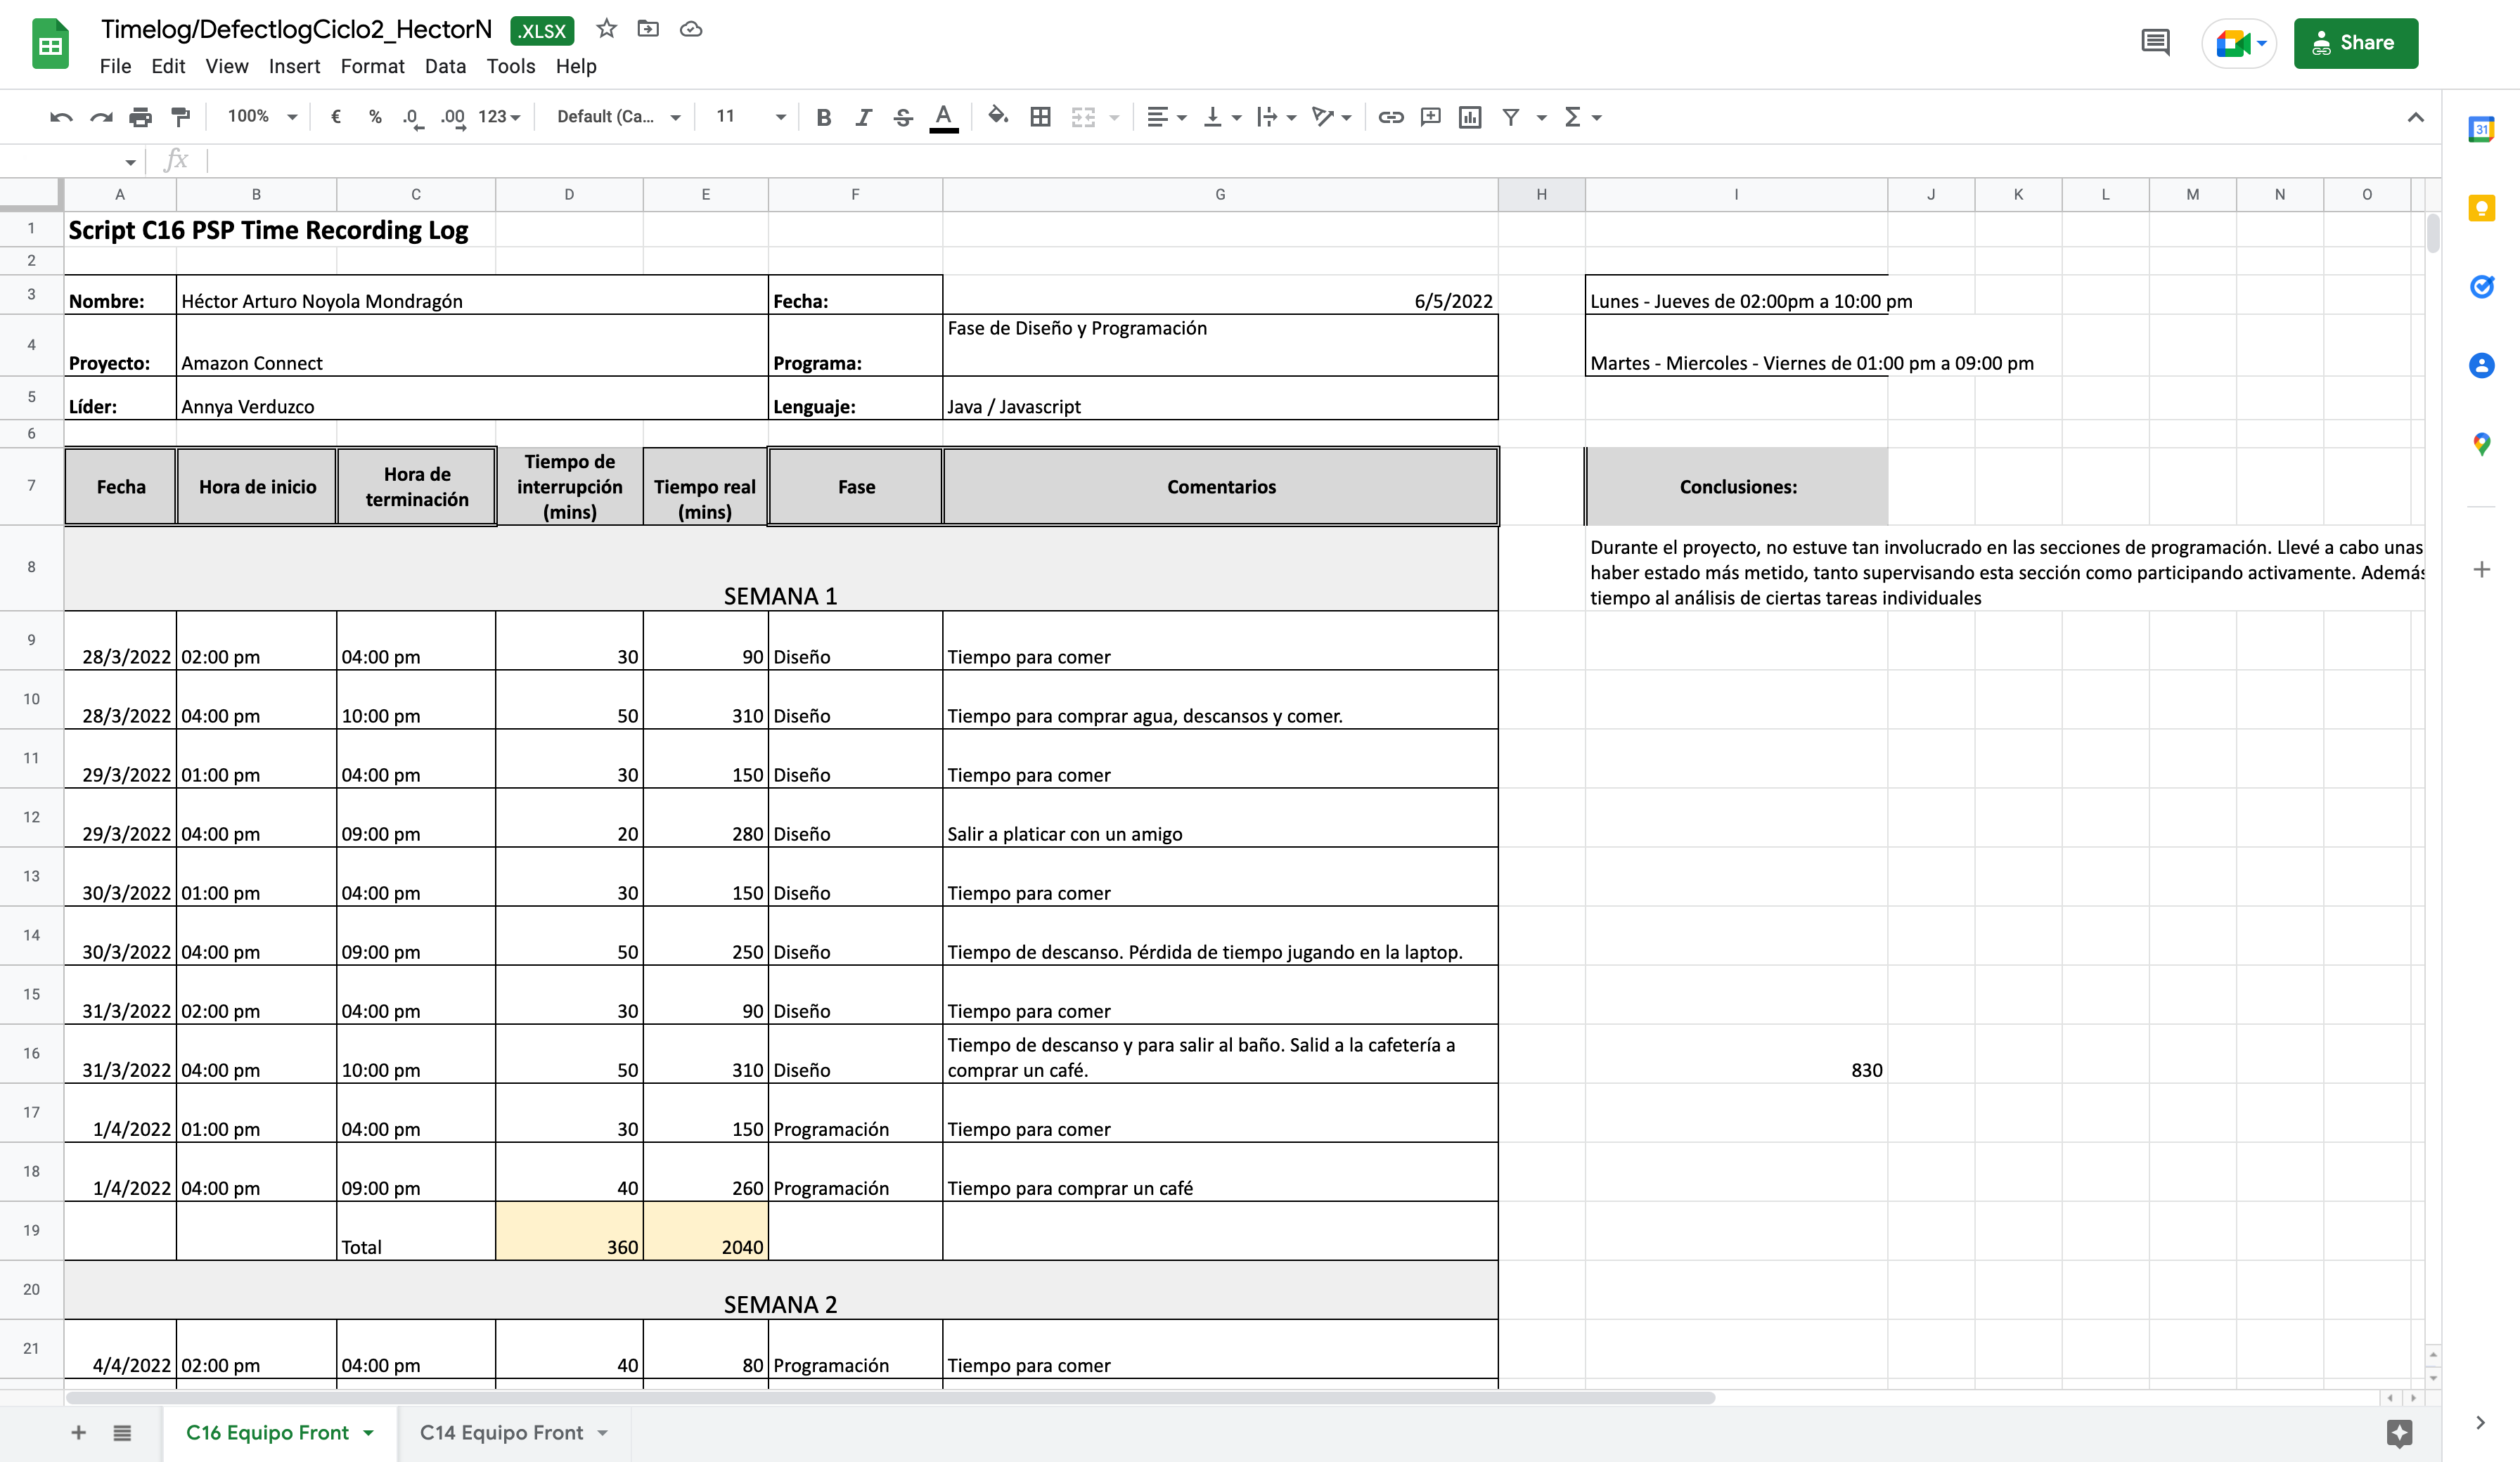 Timelog/DefectlogCiclo2_HectorN .XLSX
File Edit View Insert Format Data Tools Help
Share
100% € % .0 .00 123 Default (Ca... 11 B I S A
31
fx
A B C D E F G H I J K L M N O
1 Script C16 PSP Time Recording Log
2
3 Nombre: Héctor Arturo Noyola Mondragón Fecha: 6/5/2022 Lunes - Jueves de 02:00pm a 10:00 pm
Fase de Diseño y Programación
4 Proyecto: Amazon Connect Programa: Martes - Miercoles - Viernes de 01:00 pm a 09:00 pm
5 Líder: Annya Verduzco Lenguaje: Java / Javascript
6
7 Fecha Hora de inicio Hora de terminación Tiempo de interrupción (mins) Tiempo real (mins) Fase Comentarios Conclusiones:
Durante el proyecto, no estuve tan involucrado en las secciones de programación. Llevé a cabo unas
haber estado más metido, tanto supervisando esta sección como participando activamente. Además
tiempo al análisis de ciertas tareas individuales
8 SEMANA 1
9 28/3/2022 02:00 pm 04:00 pm 30 90 Diseño Tiempo para comer
10 28/3/2022 04:00 pm 10:00 pm 50 310 Diseño Tiempo para comprar agua, descansos y comer.
11 29/3/2022 01:00 pm 04:00 pm 30 150 Diseño Tiempo para comer
12 29/3/2022 04:00 pm 09:00 pm 20 280 Diseño Salir a platicar con un amigo
13 30/3/2022 01:00 pm 04:00 pm 30 150 Diseño Tiempo para comer
14 30/3/2022 04:00 pm 09:00 pm 50 250 Diseño Tiempo de descanso. Pérdida de tiempo jugando en la laptop.
15 31/3/2022 02:00 pm 04:00 pm 30 90 Diseño Tiempo para comer
16 31/3/2022 04:00 pm 10:00 pm 50 310 Diseño Tiempo de descanso y para salir al baño. Salid a la cafetería a
comprar un café. 830
17 1/4/2022 01:00 pm 04:00 pm 30 150 Programación Tiempo para comer
18 1/4/2022 04:00 pm 09:00 pm 40 260 Programación Tiempo para comprar un café
19 Total 360 2040
20 SEMANA 2
21 4/4/2022 02:00 pm 04:00 pm 40 80 Programación Tiempo para comer
C16 Equipo Front C14 Equipo Front